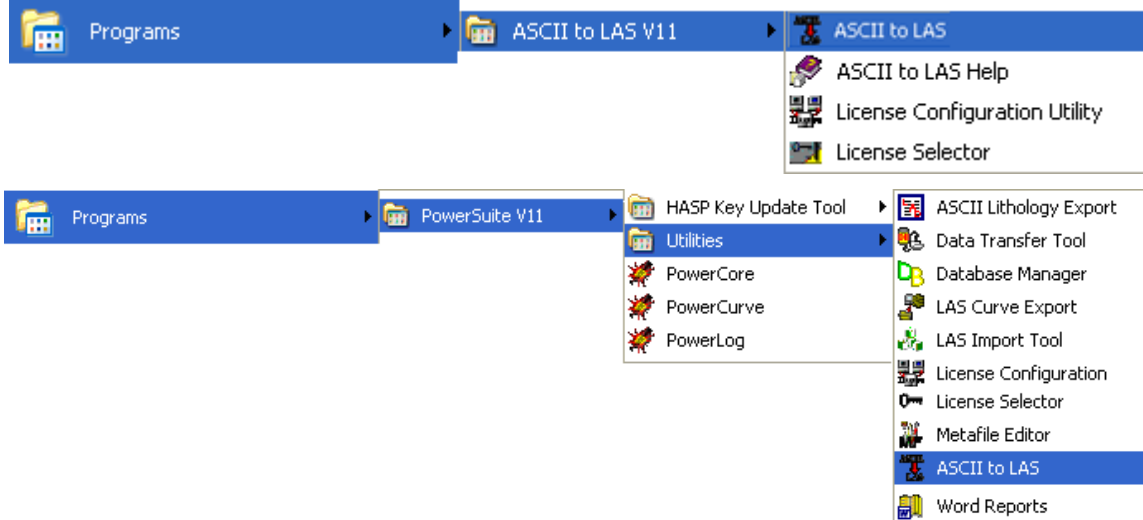 Programs
ASCII to LAS V11
ASCII to LAS
ASCII to LAS Help
License Configuration Utility
License Selector
Programs
PowerSuite V11
HASP Key Update Tool
Utilities
PowerCore
PowerCurve
PowerLog
ASCII Lithology Export
Data Transfer Tool
Database Manager
LAS Curve Export
LAS Import Tool
License Configuration
License Selector
Metafile Editor
ASCII to LAS
Word Reports